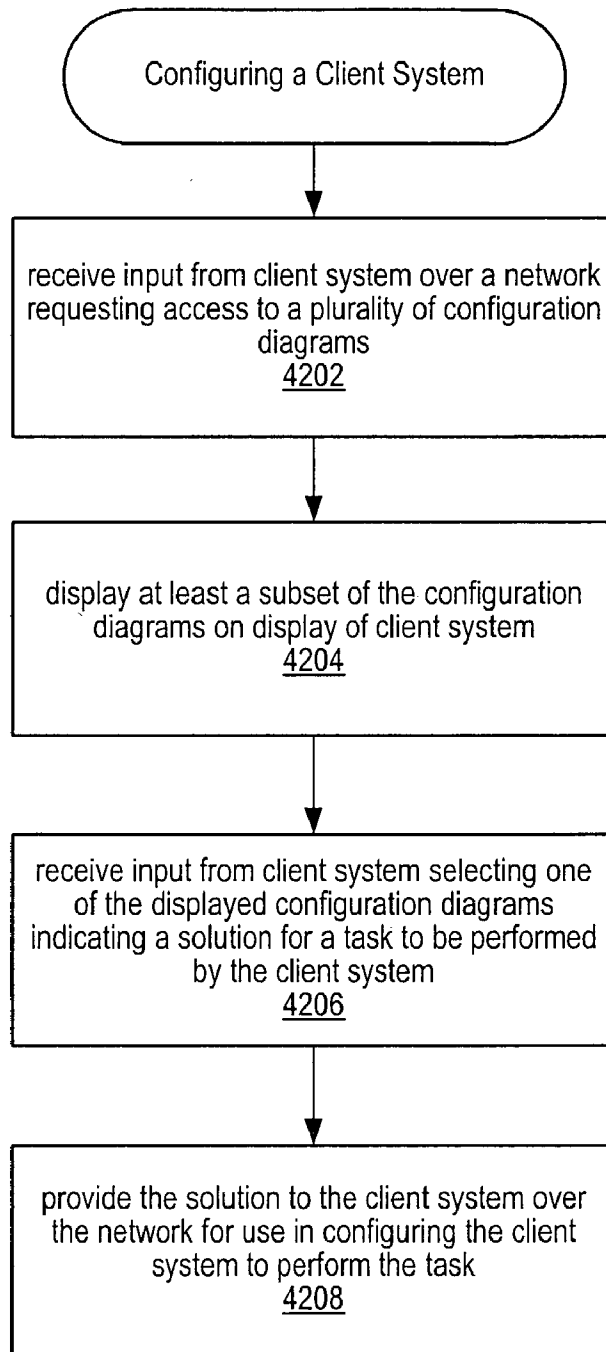 Configuring a Client System
receive input from client system over a network
requesting access to a plurality of configuration
diagrams
4202
display at least a subset of the configuration
diagrams on display of client system
4204
receive input from client system selecting one
of the displayed configuration diagrams
indicating a solution for a task to be performed
by the client system
4206
provide the solution to the client system over
the network for use in configuring the client
system to perform the task
4208